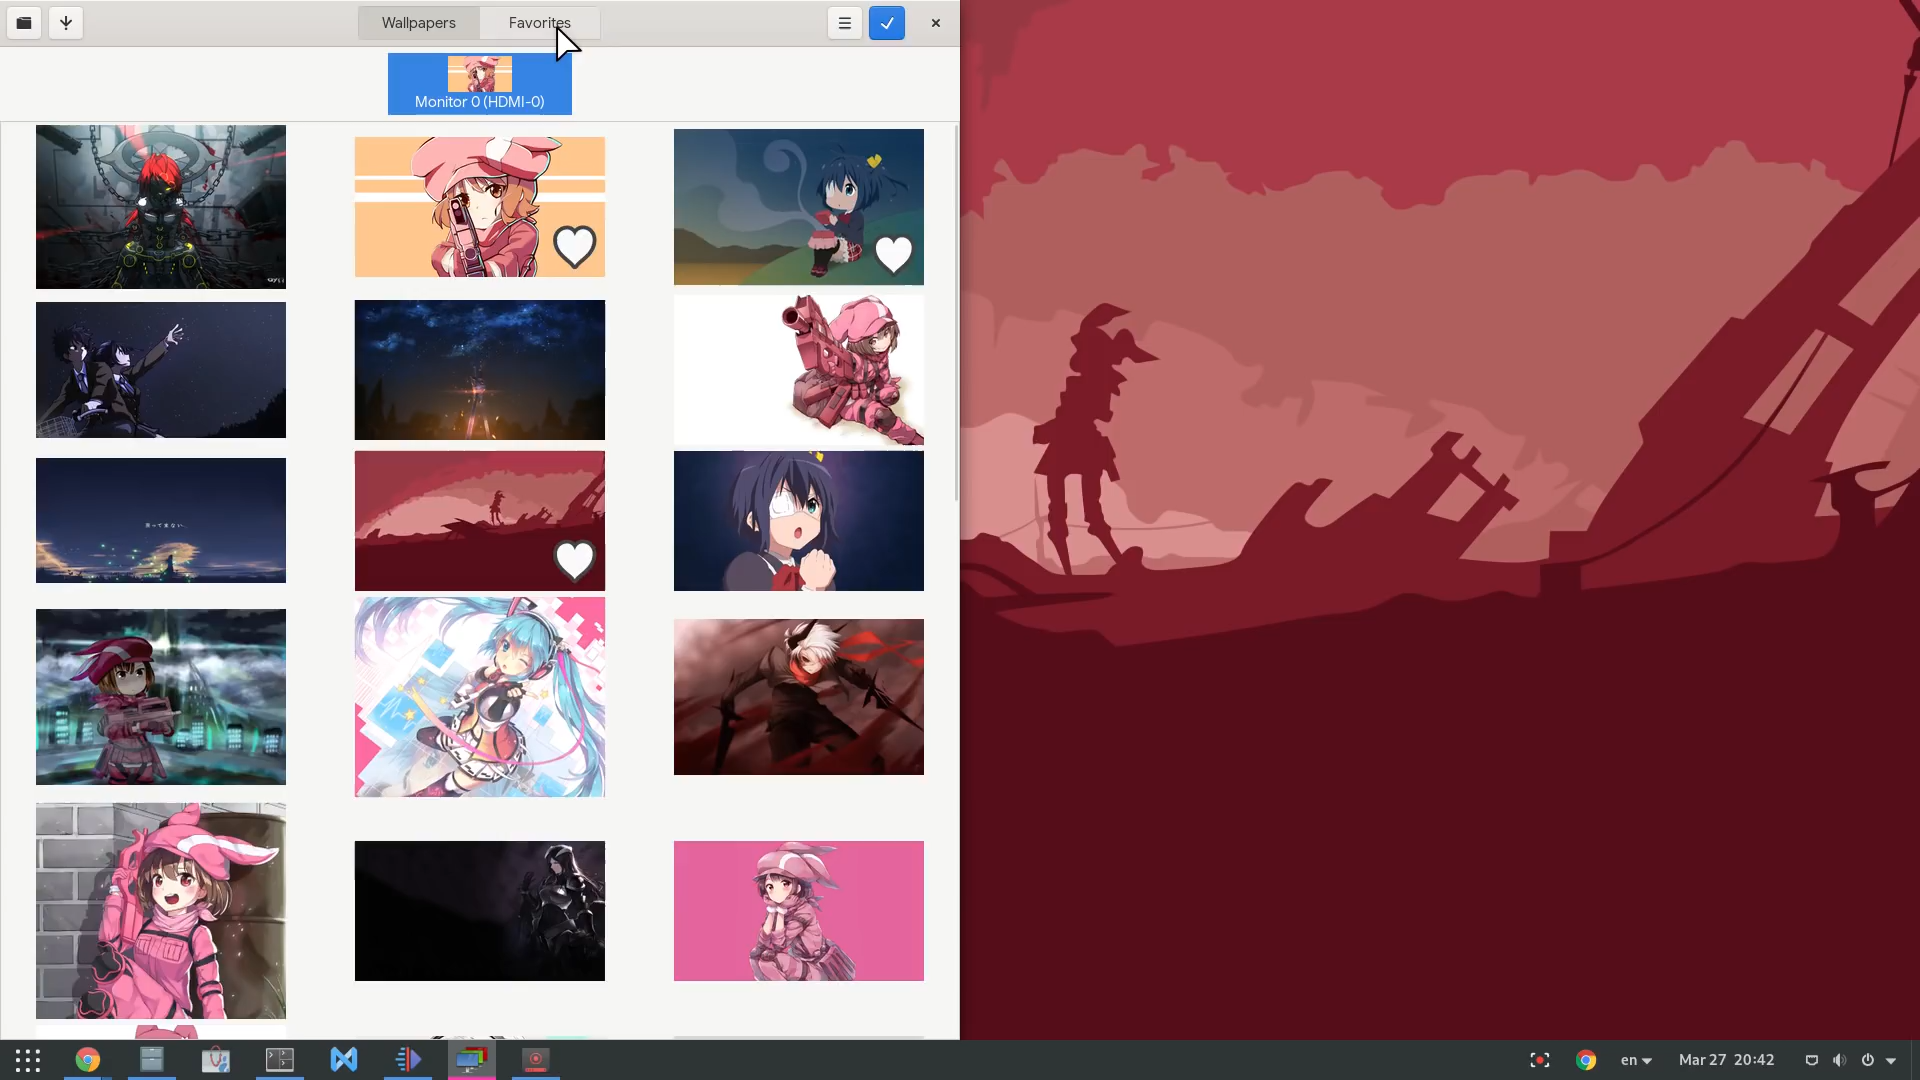 Wallpapers
Favorites
Monitor 0 (HDMI-0)
en
Mar 27 20:42